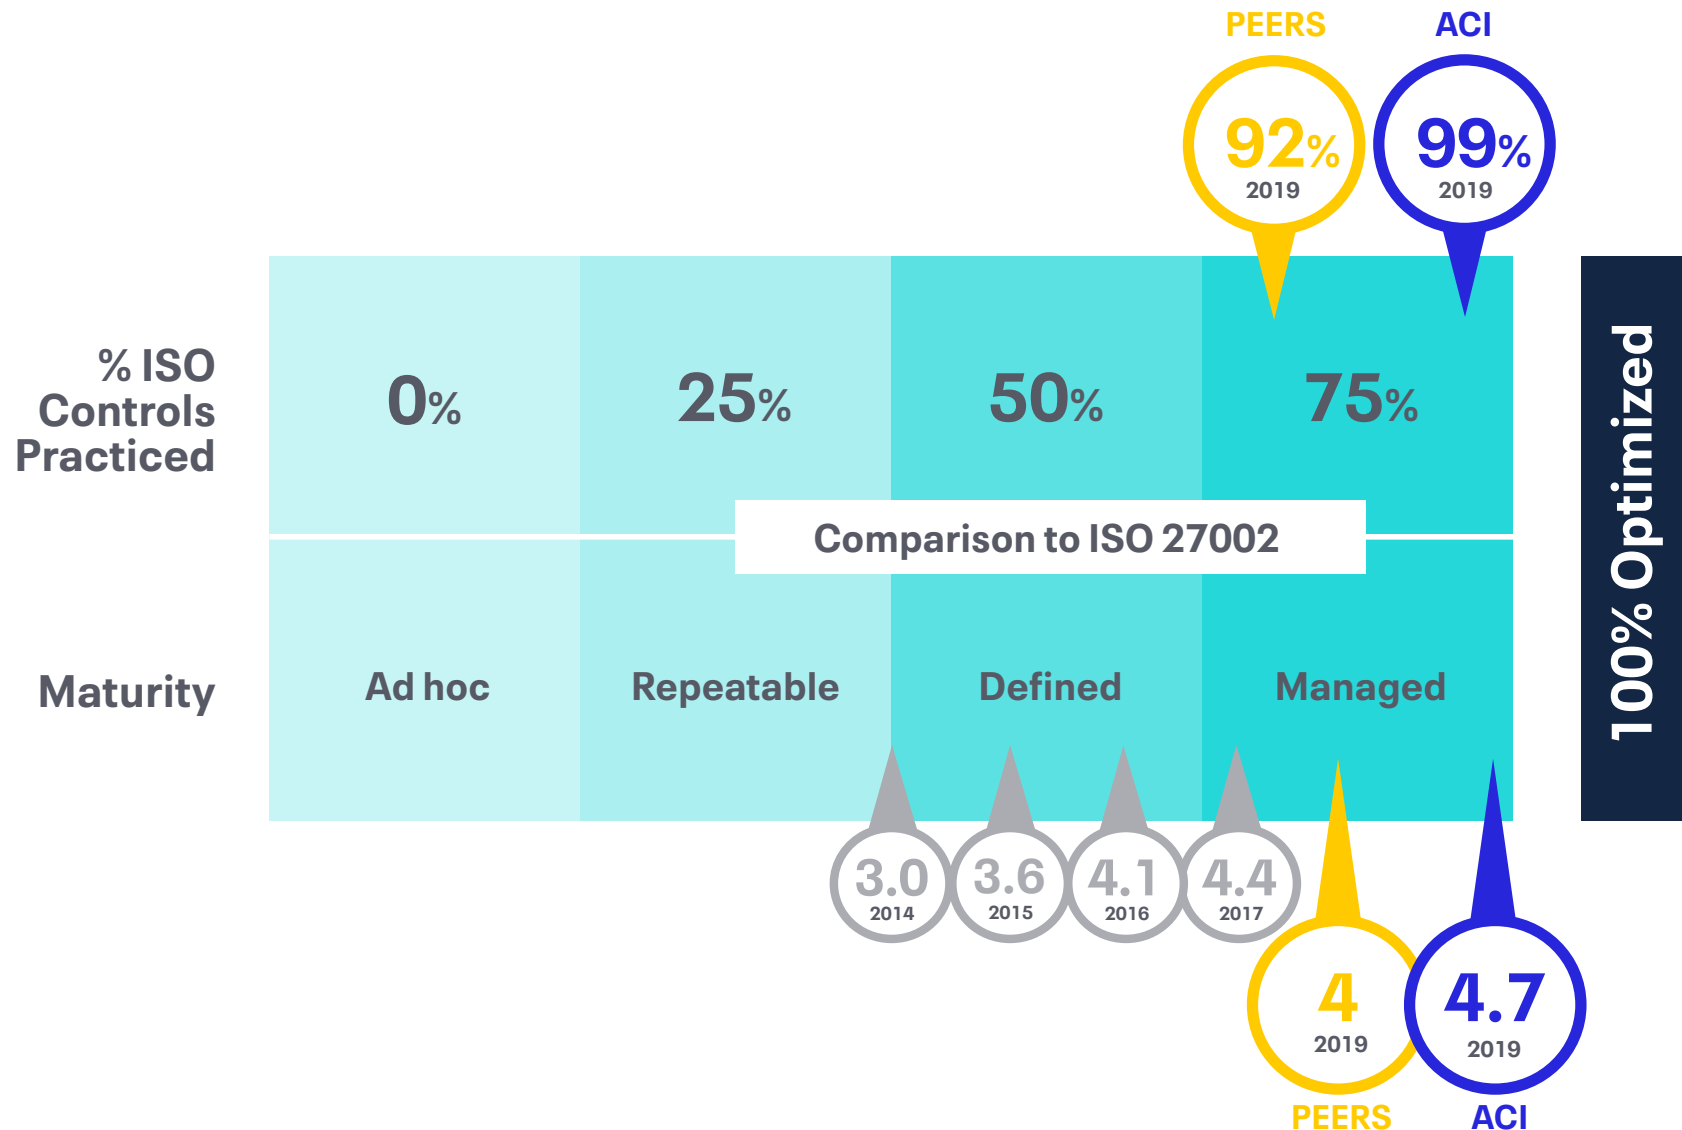 PEERS
ACI
92%
2019
99%
2019
% ISO
Controls
Practiced
0%
25%
50%
75%
Comparison to ISO 27002
Maturity
Ad hoc
Repeatable
Defined
Managed
100% Optimized
3.0
2014
3.6
2015
4.1
2016
4.4
2017
4
2019
4.7
2019
PEERS
ACI